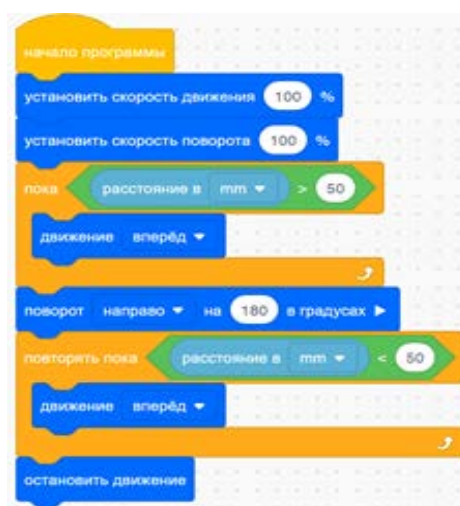 начало программы
установить скорость движения 100 %
установить скорость поворота 100 %
пока расстояние в mm > 50
движение вперёд
поворот направо на 180 в градусах
повторять пока расстояние в mm < 50
движение вперёд
остановить движение